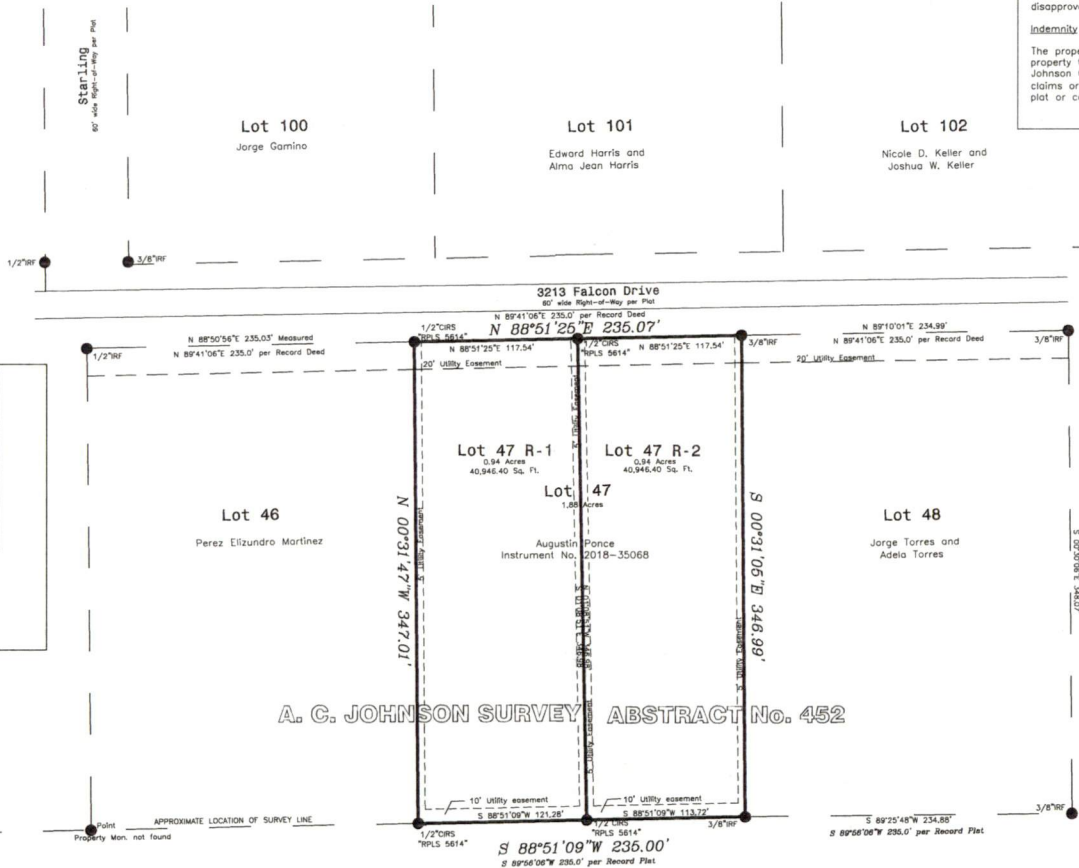 disapprov
Indemnity
The prope
property
Johnson
claims or
plat or c
Starling
60' wide Right-of-Way per Plat
Lot 100
Jorge Gamino
Lot 101
Edward Harris and
Alma Jean Harris
Lot 102
Nicole D. Keller and
Joshua W. Keller
1/2"IRF
3/8"IRF
3213 Falcon Drive
60' wide Right-of-Way per Plat
N 89°41'06"E 235.0' per Record Deed
N 88°51'25"E 235.07'
1/2"CIRS
"RPLS 5614"
N 88°50'56"E 235.03' Measured
N 89°41'06"E 235.0' per Record Deed
1/2"IRF
N 88°51'25"E 117.54'
1/2"CIRS
"RPLS 5614"
N 88°51'25"E 117.54'
3/8"IRF
N 89°10'01"E 234.99'
N 89°41'06"E 235.0' per Record Deed
3/8"IRF
20' Utility Easement
20' Utility Easement
5' Utility Easement
Lot 47 R-1
0.94 Acres
40,946.40 Sq. Ft.
Lot 47 R-2
0.94 Acres
40,946.40 Sq. Ft.
Lot 47
1.88 Acres
Augustin Ponce
Instrument No. 2018-35068
Lot 46
Perez Elizundro Martinez
Lot 48
Jorge Torres and
Adela Torres
N 00°31'47"W 347.01'
5' Utility Easement
S 00°31'05"E 346.99'
5' Utility Easement
5' Utility Easement
A. C. JOHNSON SURVEY ABSTRACT No. 452
10' Utility easement
10' Utility easement
S 88°51'09"W 121.28'
S 88°51'09"W 113.72'
Point
Property Mon. not found
APPROXIMATE LOCATION OF SURVEY LINE
1/2"CIRS
"RPLS 5614"
1/2"CIRS
"RPLS 5614"
3/8"IRF
3/8"IRF
S 89°25'48"W 234.88'
S 89°56'06"W 235.0' per Record Plat
S 88°51'09"W 235.00'
S 89°56'06"W 235.0' per Record Plat